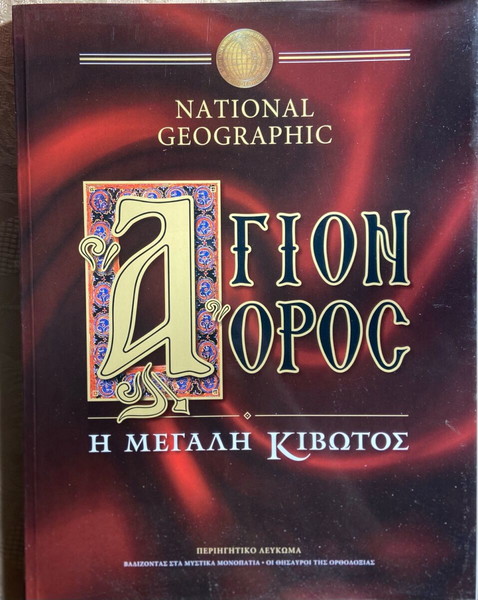 NATIONAL
GEOGRAPHIC
ΑΓΙΟΝ
ΟΡΟΣ
Η ΜΕΓΑΛΗ ΚΙΒΩΤΟΣ
ΠΕΡΙΗΓΗΤΙΚΟ ΛΕΥΚΩΜΑ
ΒΑΔΙΖΟΝΤΑΣ ΣΤΑ ΜΥΣΤΙΚΑ ΜΟΝΟΠΑΤΙΑ • ΟΙ ΘΗΣΑΥΡΟΙ ΤΗΣ ΟΡΘΟΔΟΞΙΑΣ